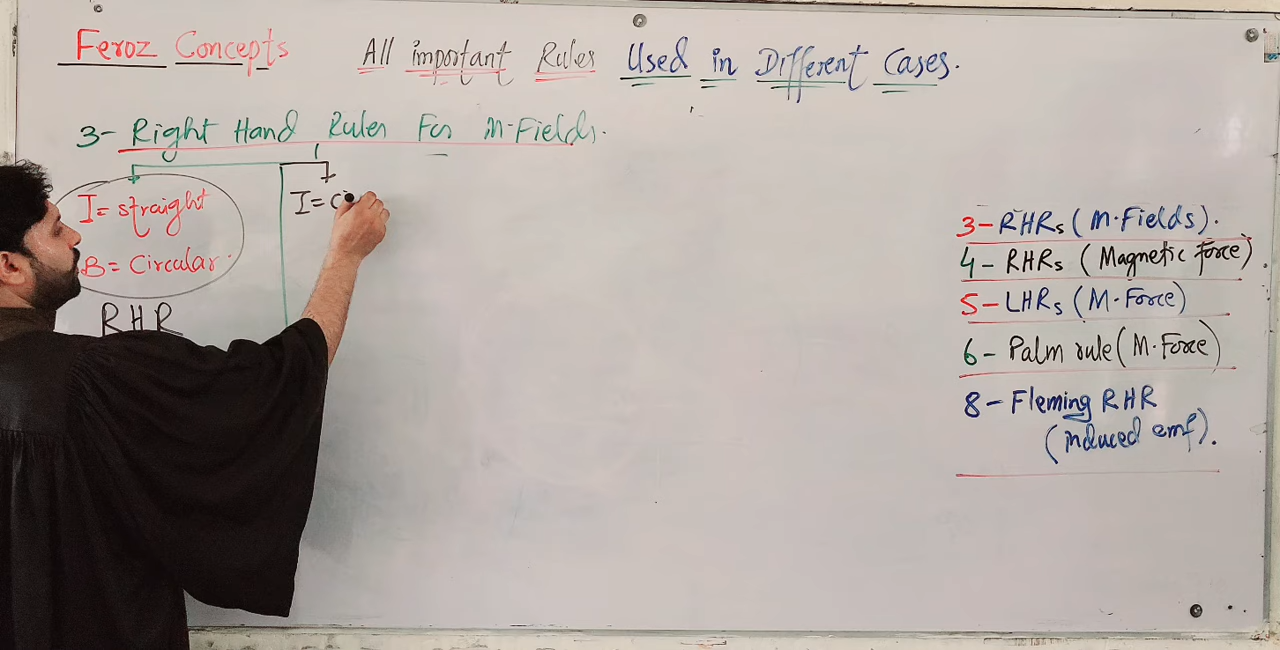 Feroz Concepts All important Rules Used in Different Cases.
3- Right Hand Rules For M-Fields.
I= straight
B= Circular.
RHR
I= Ci
3-RHRs (M.Fields).
4- RHRs (Magnetic force)
5-LHRs (M.Force)
6- Palm rule (M.Force)
8- Fleming RHR
(induced emf).